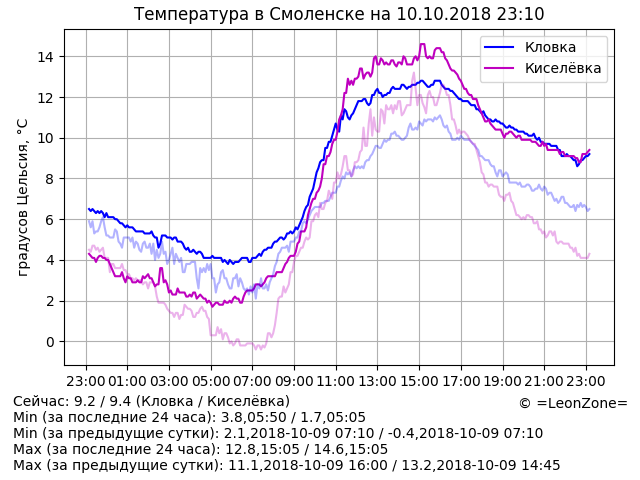 Температура в Смоленске на 10.10.2018 23:10
Кловка
Киселёвка
градусов Цельсия, °C
14
12
10
8
6
4
2
0
23:00 01:00 03:00 05:00 07:00 09:00 11:00 13:00 15:00 17:00 19:00 21:00 23:00
Сейчас: 9.2 / 9.4 (Кловка / Киселёвка)
© =LeonZone=
Min (за последние 24 часа): 3.8,05:50 / 1.7,05:05
Min (за предыдущие сутки): 2.1,2018-10-09 07:10 / -0.4,2018-10-09 07:10
Max (за последние 24 часа): 12.8,15:05 / 14.6,15:05
Max (за предыдущие сутки): 11.1,2018-10-09 16:00 / 13.2,2018-10-09 14:45